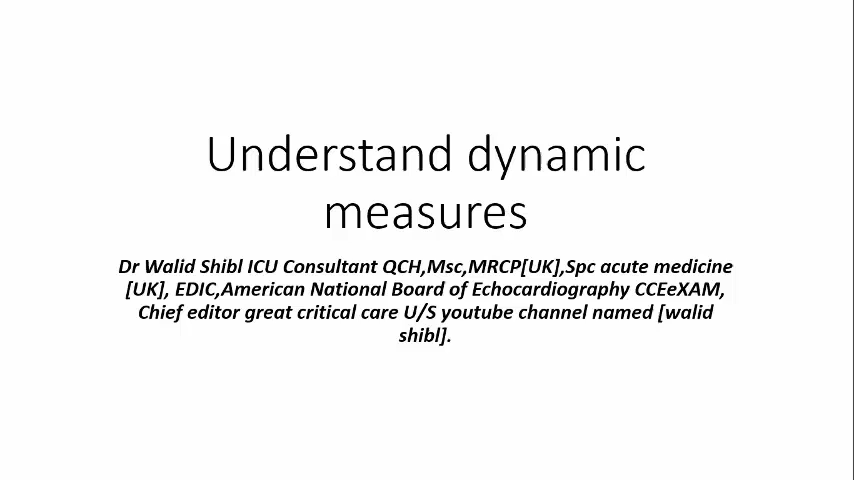 Understand dynamic
measures
Dr Walid Shibl ICU Consultant QCH,Msc,MRCP[UK],Spc acute medicine
[UK], EDIC,American National Board of Echocardiography CCEeXAM,
Chief editor great critical care U/S youtube channel named [walid
shibl].